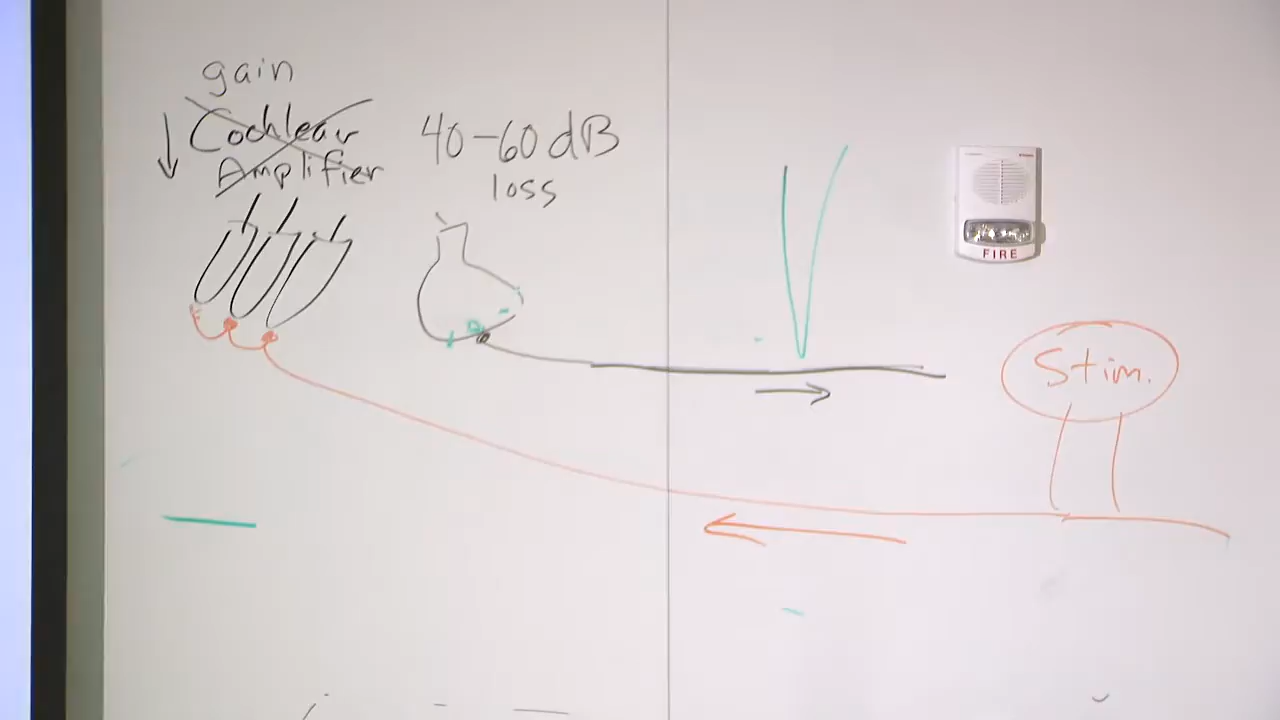 gain
Cochlear
Amplifier
40-60 dB
loss
FIRE
Stim.